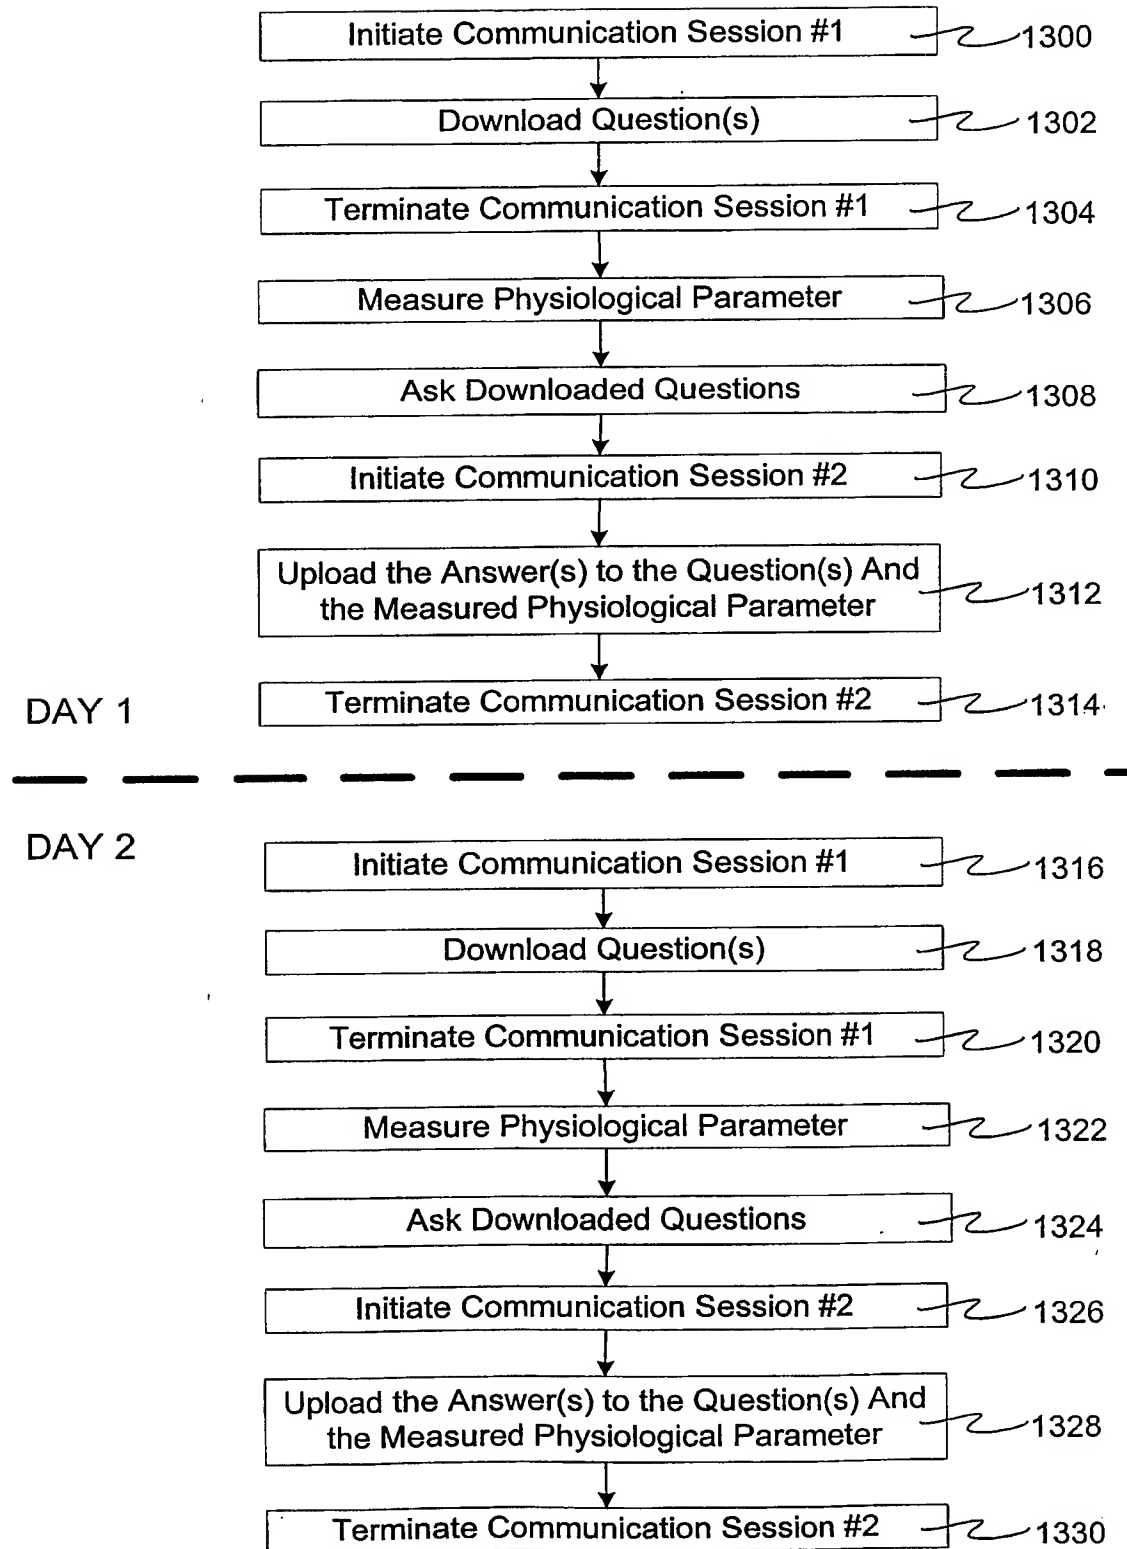 Initiate Communication Session #1 1300
Download Question(s) 1302
Terminate Communication Session #1 1304
Measure Physiological Parameter 1306
Ask Downloaded Questions 1308
Initiate Communication Session #2 1310
Upload the Answer(s) to the Question(s) And
the Measured Physiological Parameter 1312
Terminate Communication Session #2 1314
DAY 1
DAY 2
Initiate Communication Session #1 1316
Download Question(s) 1318
Terminate Communication Session #1 1320
Measure Physiological Parameter 1322
Ask Downloaded Questions 1324
Initiate Communication Session #2 1326
Upload the Answer(s) to the Question(s) And
the Measured Physiological Parameter 1328
Terminate Communication Session #2 1330